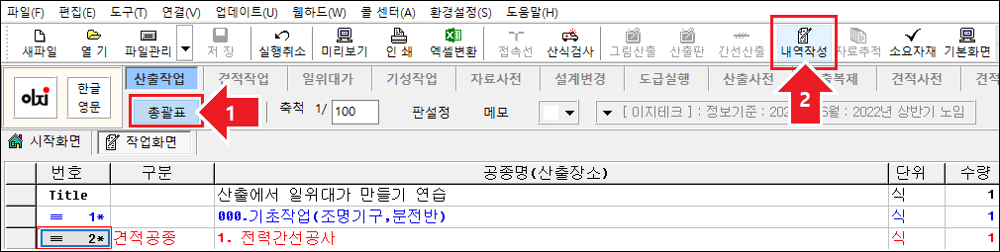 파일(F) 편집(E) 도구(T) 연결(V) 업데이트(U) 웹하드(W) 콜 센터(A) 환경설정(S) 도움말(H)
새파일 열 기 파일관리 저 장 실행취소 미리보기 인 쇄 엑셀변환 접속선 산식검사 그림산출 산출판 간선산출 내역작성 자료추적 소요자재 기본화면
산출작업 견적작업 일위대가 기성작업 자료사전 설계변경 도급실행 산출사전 출복제 견적사전 견적
한글
영문
총괄표 1 축척 1/ 100 판설정 메모 [ 이지테크 ] : 정보기준 : 202 2 5월 : 2022년 상반기 노임
시작화면 작업화면
번호 구분 공종명(산출장소) 단위 수량
Title 산출에서 일위대가 만들기 연습 식 1
1* 000.기초작업(조명기구,분전반) 식 1
2* 견적공종 1. 전력간선공사 식 1